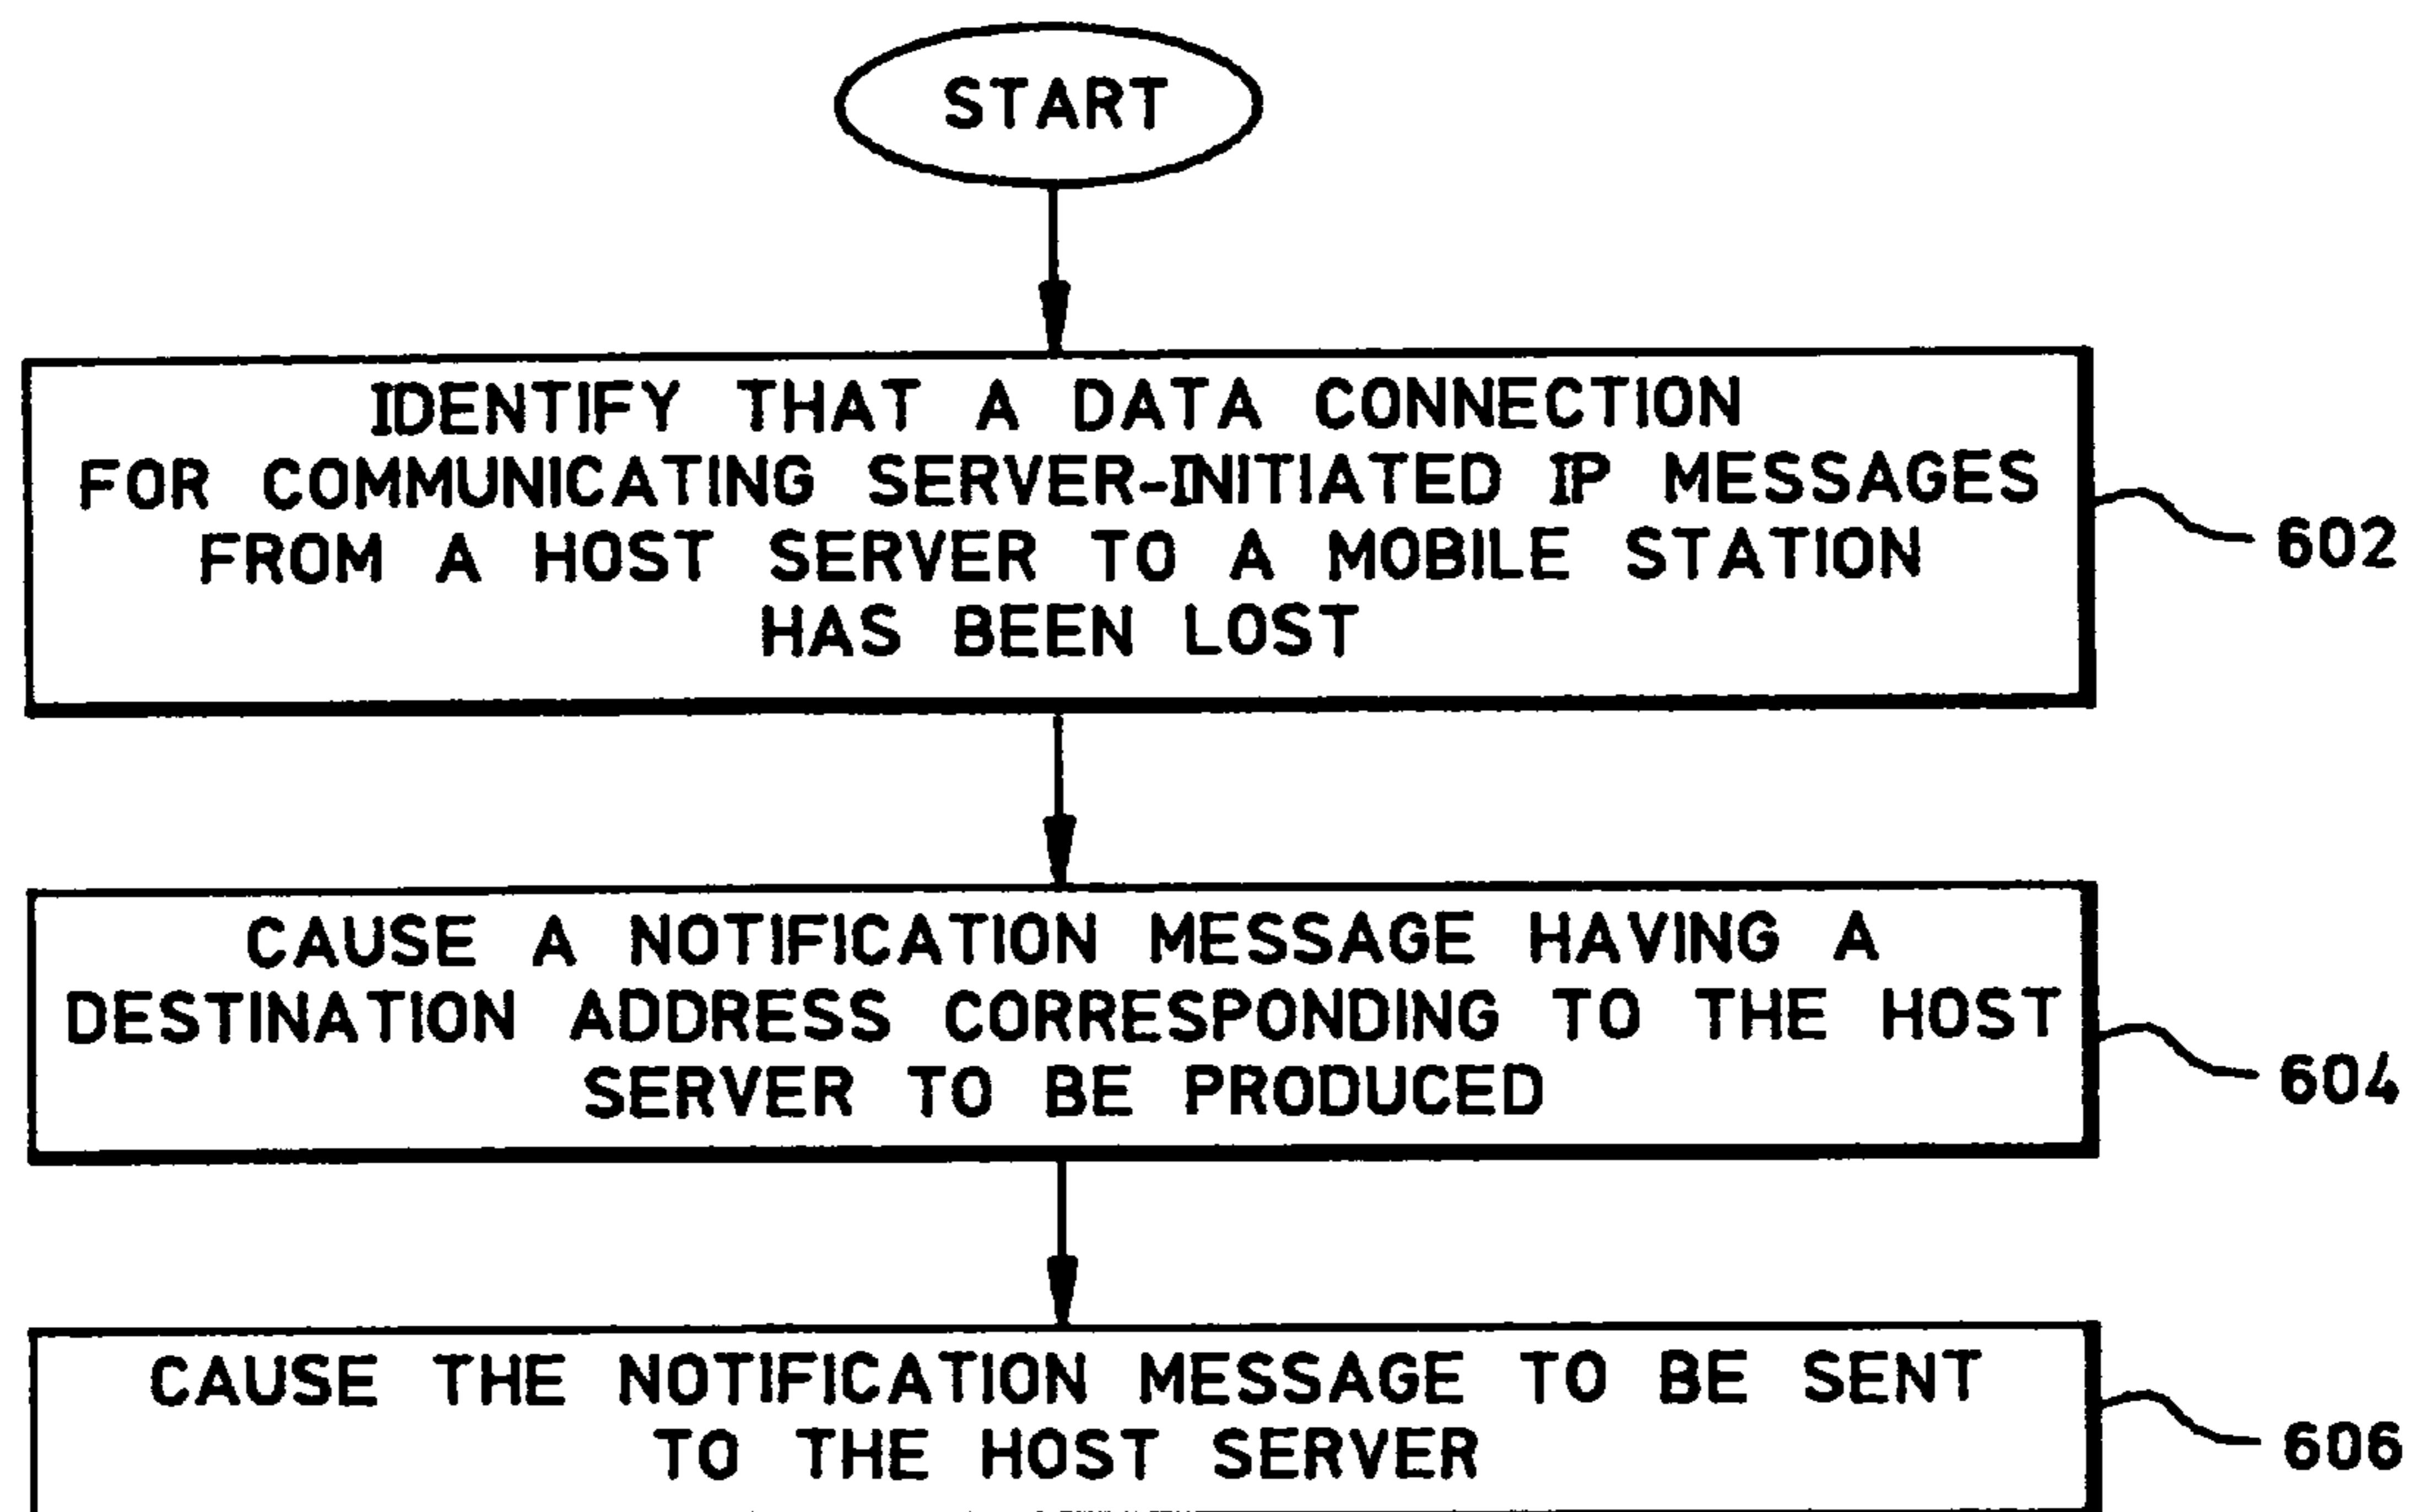 START
IDENTIFY THAT A DATA CONNECTION
FOR COMMUNICATING SERVER-INITIATED IP MESSAGES
FROM A HOST SERVER TO A MOBILE STATION
HAS BEEN LOST
602
CAUSE A NOTIFICATION MESSAGE HAVING A
DESTINATION ADDRESS CORRESPONDING TO THE HOST
SERVER TO BE PRODUCED
604
CAUSE THE NOTIFICATION MESSAGE TO BE SENT
TO THE HOST SERVER
606